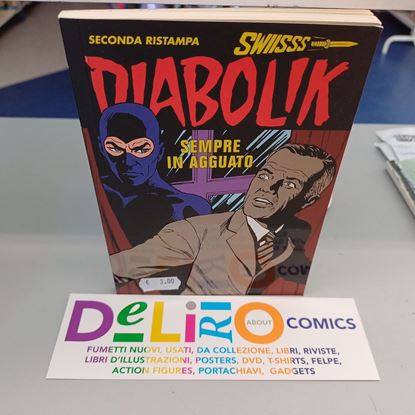 SECONDA RISTAMPA
SWIISSS
DIABOLIK
SEMPRE
IN AGGUATO
€ 3,00
DeLiRiO
ABOUT
COMICS
FUMETTI NUOVI, USATI, DA COLLEZIONE, LIBRI, RIVISTE,
LIBRI D'ILLUSTRAZIONI, POSTERS, DVD, T-SHIRTS, FELPE,
ACTION FIGURES, PORTACHIAVI, GADGETS